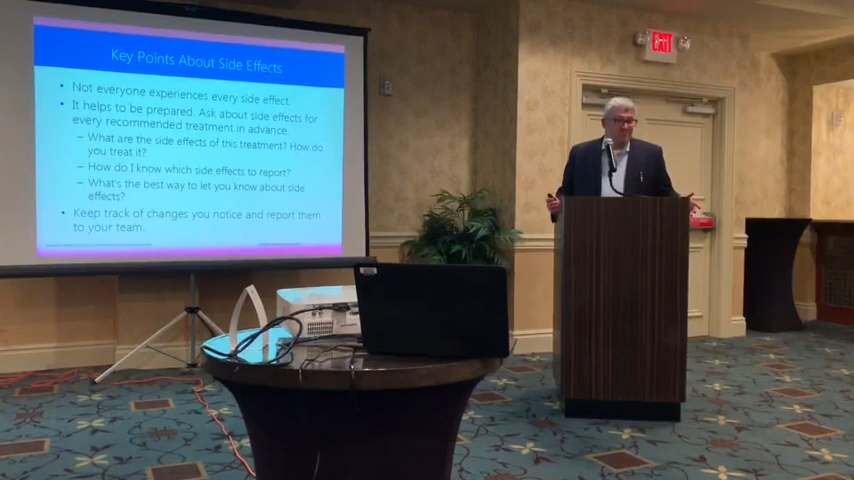 Key Points About Side Effects
• Not everyone experiences every side effect.
• It helps to be prepared. Ask about side effects for
every recommended treatment in advance.
– What are the side effects of this treatment? How do
you treat it?
– How do I know which side effects to report?
– What's the best way to let you know about side
effects?
• Keep track of changes you notice and report them
to your team.
EXIT